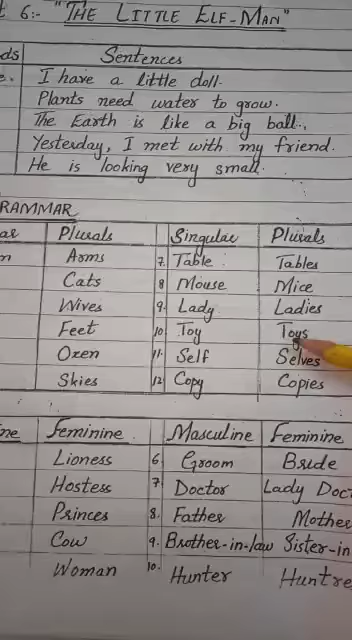 6:- "THE LITTLE ELF-MAN"
Sentences
I have a little doll.
Plants need water to grow.
The Earth is like a big ball.
Yesterday, I met with my friend.
He is looking very small.
Plurals Singular Plurals
Arms 7. Table Tables
Cats 8. Mouse Mice
Wives 9. Lady Ladies
Feet 10. Toy Toys
Oxen 11. Self Selves
Skies 12. Copy Copies
Feminine Masculine Feminine
Lioness 6. Groom Bride
Hostess 7. Doctor Lady
Princes 8. Father
Cow 9. Brother-in-law
Woman 10. Hunter